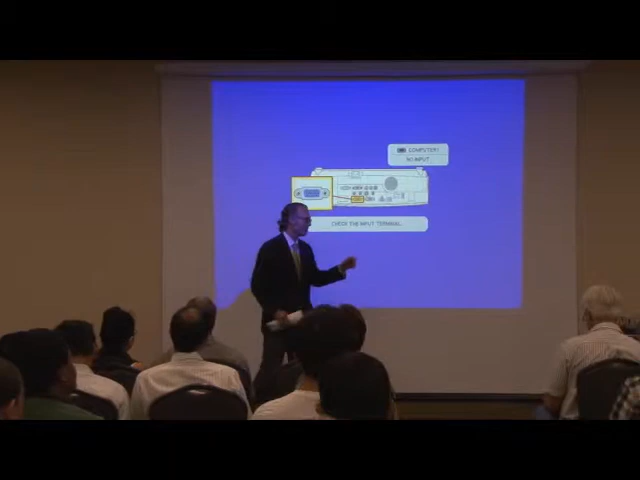 COMPUTER1
NO INPUT
CHECK THE INPUT TERMINAL.